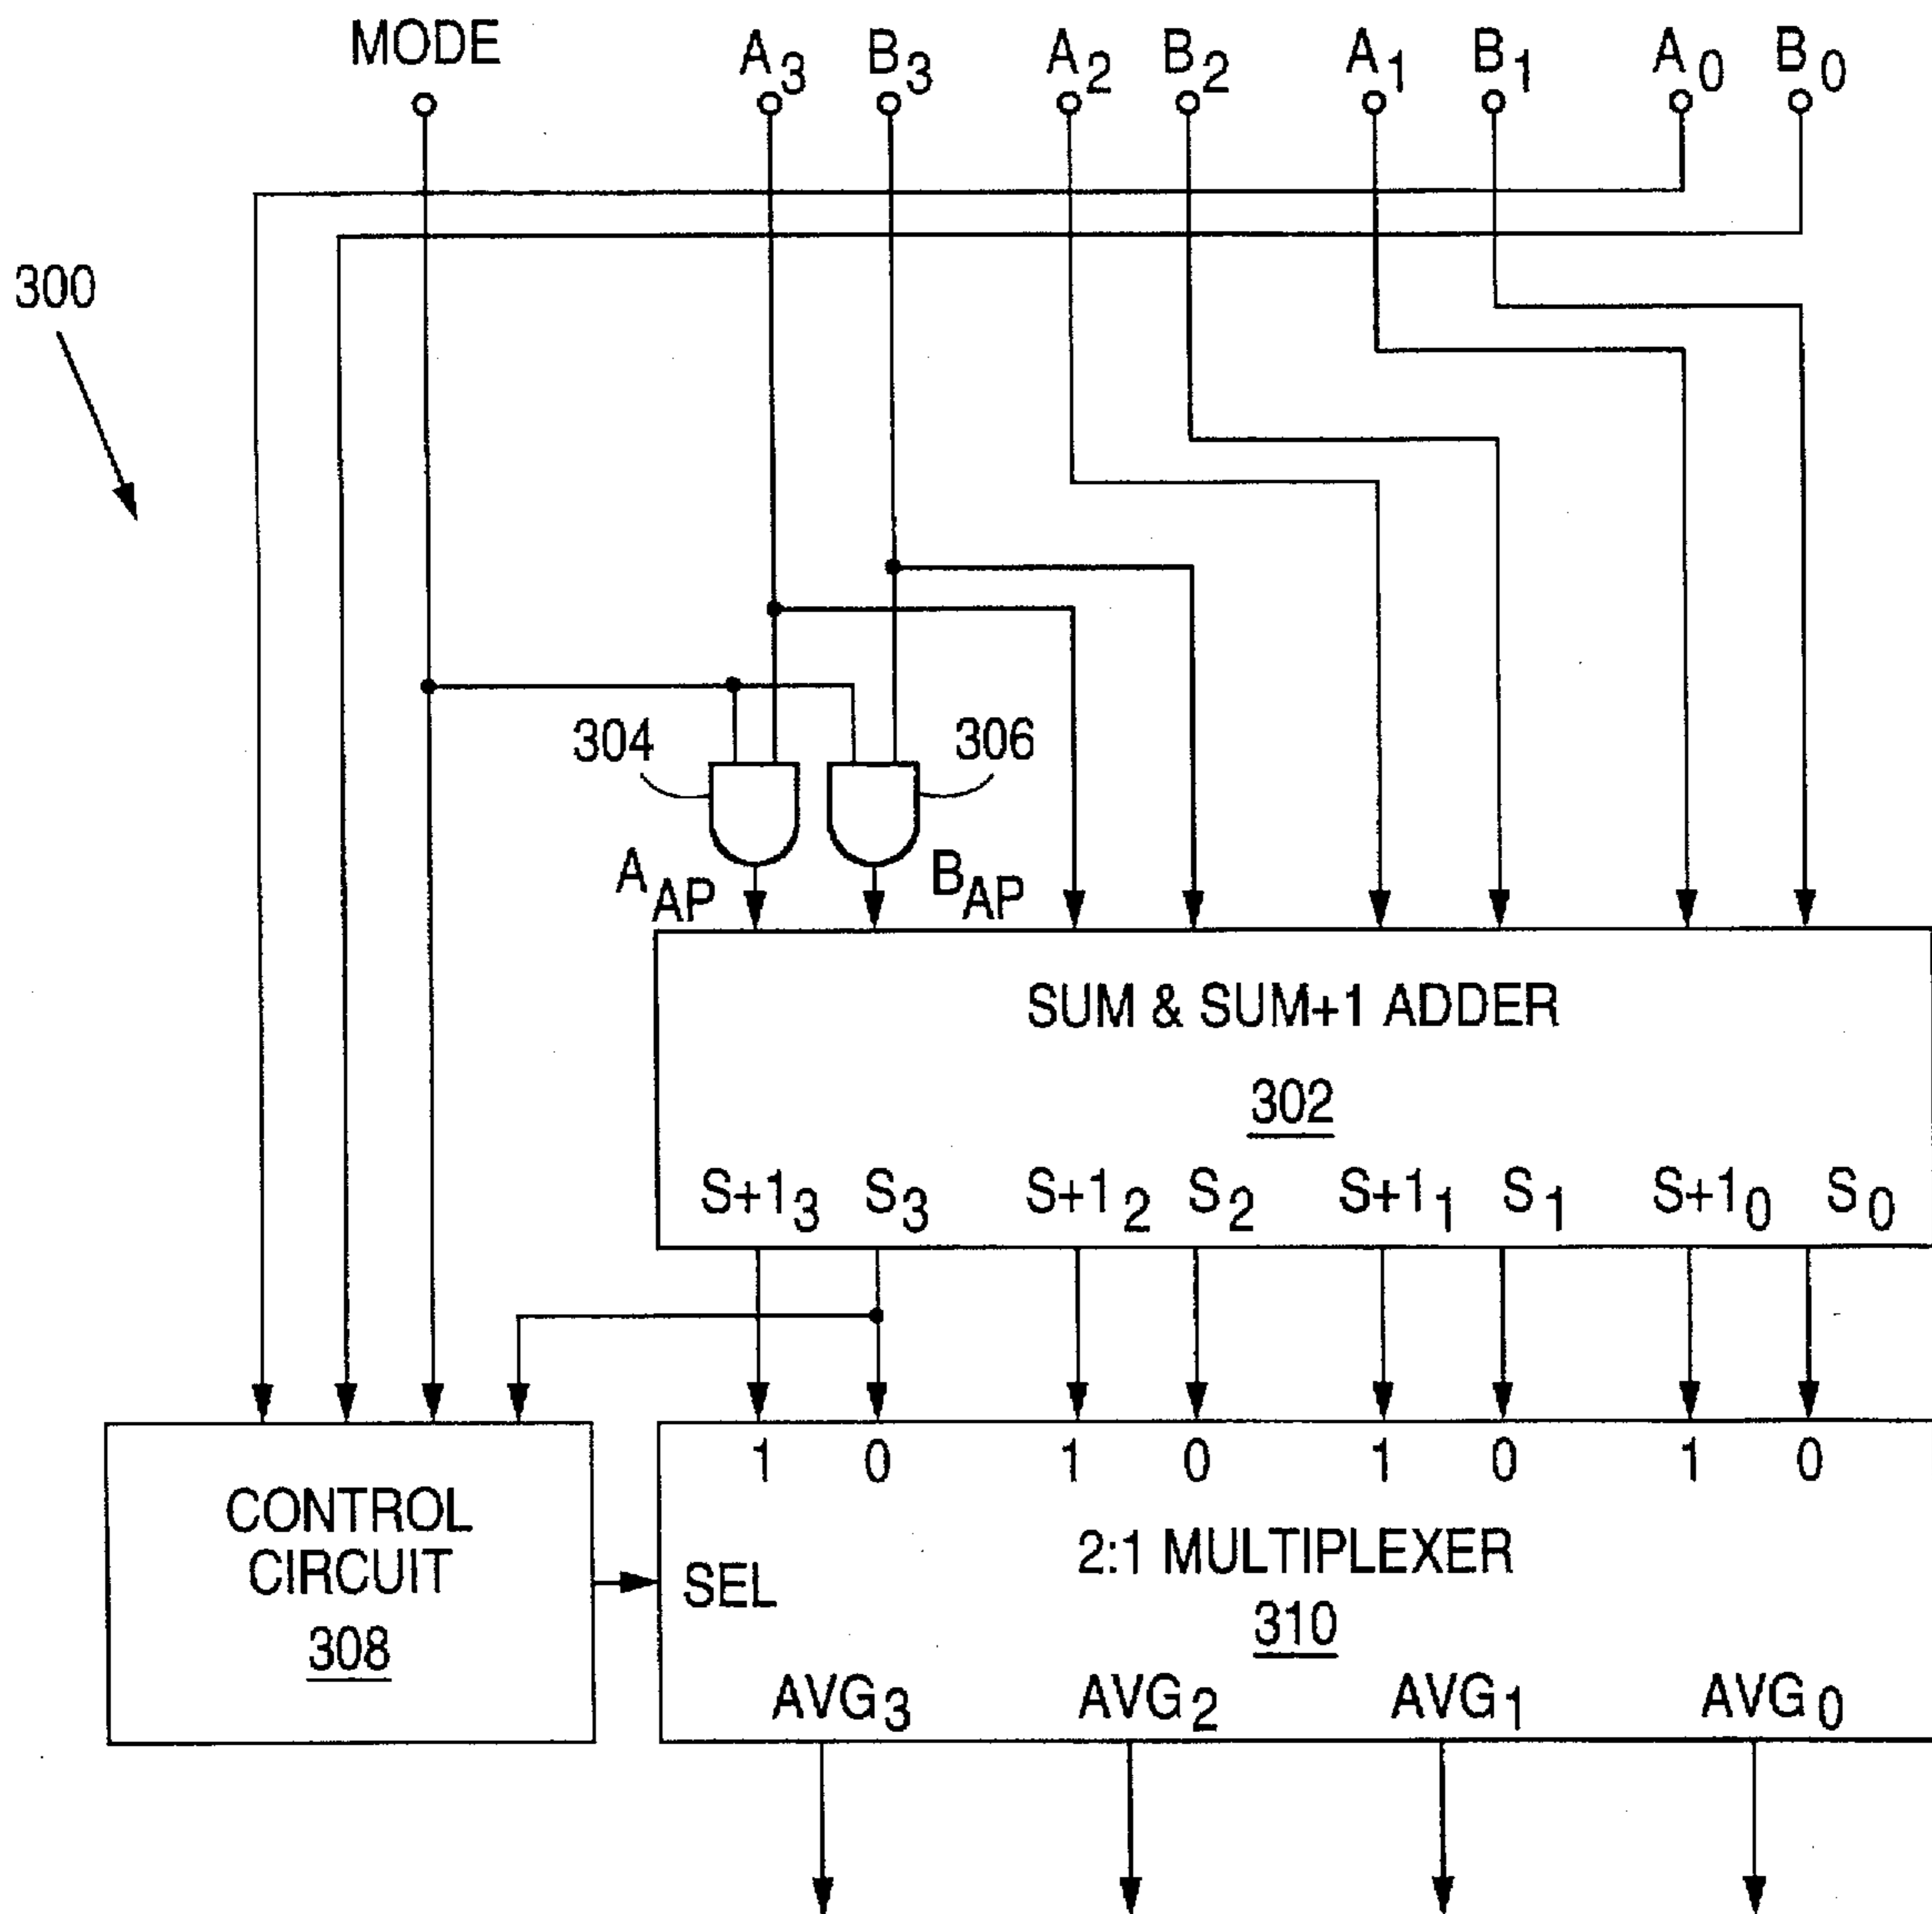 MODE A3 B3 A2 B2 A1 B1 A0 B0
300
304 306
AAP BAP
SUM & SUM+1 ADDER
302
S+13 S3 S+12 S2 S+11 S1 S+10 S0
1 0 1 0 1 0 1 0
CONTROL
CIRCUIT
308
SEL
2:1 MULTIPLEXER
310
AVG3 AVG2 AVG1 AVG0